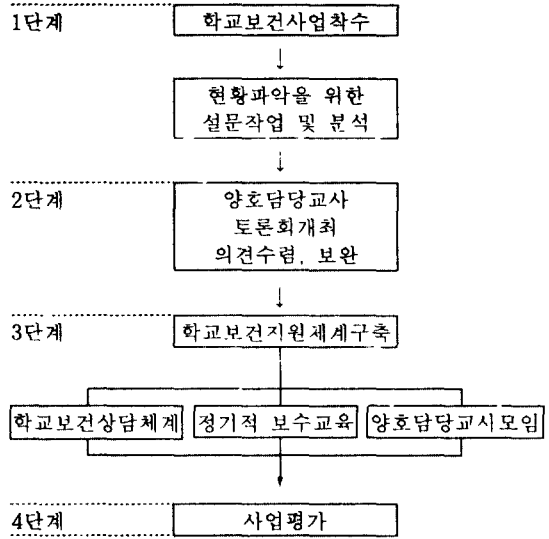 1단계
학교보건사업착수
현황파악을 위한
설문작업 및 분석
2단계
양호담당교사
토론회개최
의견수렴, 보완
3단계
학교보건지원체계구축
학교보건상담체계
정기적 보수교육
양호담당교사모임
4단계
사업평가